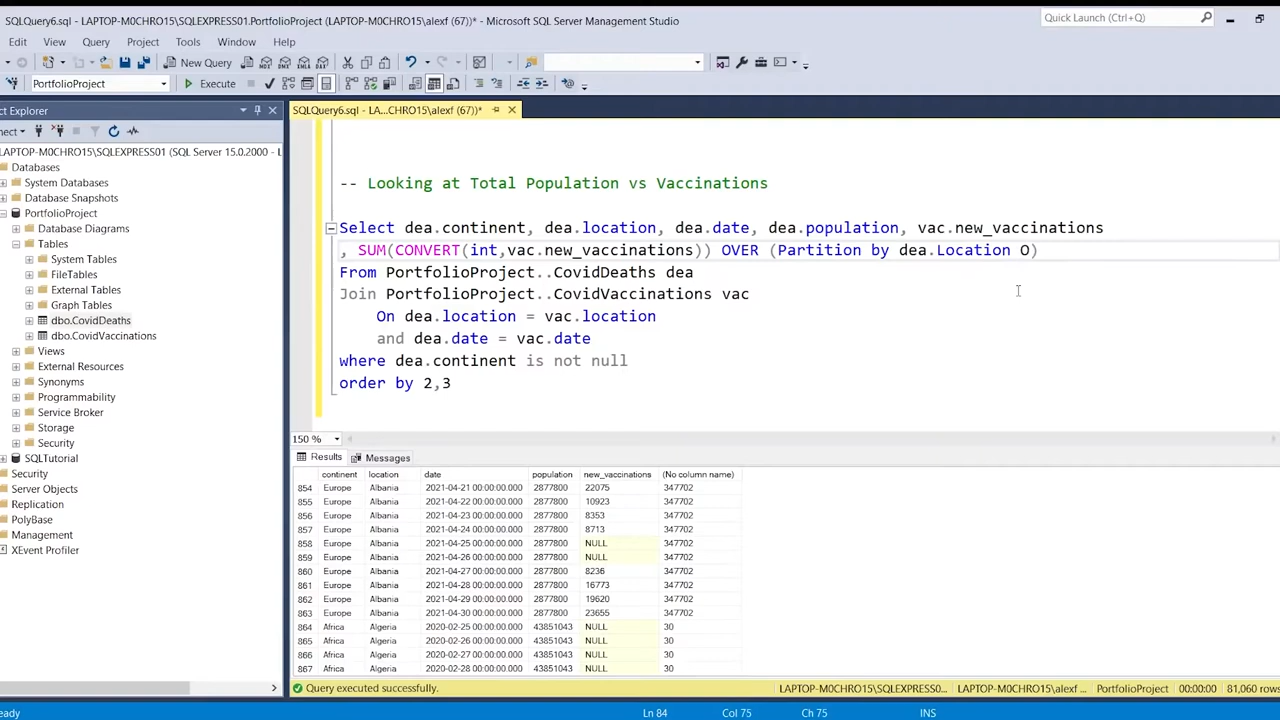 SQLQuery6.sql - LAPTOP-M0CHRO15\SQLEXPRESS01.PortfolioProject (LAPTOP-M0CHRO15\alexf (67))* - Microsoft SQL Server Management Studio
Quick Launch (Ctrl+Q)
Edit View Query Project Tools Window Help
New Query
PortfolioProject Execute
ct Explorer
SQLQuery6.sql - LA...CHRO15\alexf (67))*
nect
LAPTOP-M0CHRO15\SQLEXPRESS01 (SQL Server 15.0.2000 - L
Databases
System Databases
Database Snapshots
PortfolioProject
Database Diagrams
Tables
System Tables
FileTables
External Tables
Graph Tables
dbo.CovidDeaths
dbo.CovidVaccinations
Views
External Resources
Synonyms
Programmability
Service Broker
Storage
Security
SQLTutorial
Security
Server Objects
Replication
PolyBase
Management
XEvent Profiler
-- Looking at Total Population vs Vaccinations
Select dea.continent, dea.location, dea.date, dea.population, vac.new_vaccinations
, SUM(CONVERT(int,vac.new_vaccinations)) OVER (Partition by dea.Location O)
From PortfolioProject..CovidDeaths dea
Join PortfolioProject..CovidVaccinations vac
On dea.location = vac.location
and dea.date = vac.date
where dea.continent is not null
order by 2,3
150 %
Results Messages
continent location date population new_vaccinations (No column name)
854 Europe Albania 2021-04-21 00:00:00.000 2877800 22075 347702
855 Europe Albania 2021-04-22 00:00:00.000 2877800 10923 347702
856 Europe Albania 2021-04-23 00:00:00.000 2877800 8353 347702
857 Europe Albania 2021-04-24 00:00:00.000 2877800 8713 347702
858 Europe Albania 2021-04-25 00:00:00.000 2877800 NULL 347702
859 Europe Albania 2021-04-26 00:00:00.000 2877800 NULL 347702
860 Europe Albania 2021-04-27 00:00:00.000 2877800 8236 347702
861 Europe Albania 2021-04-28 00:00:00.000 2877800 16773 347702
862 Europe Albania 2021-04-29 00:00:00.000 2877800 19620 347702
863 Europe Albania 2021-04-30 00:00:00.000 2877800 23655 347702
864 Africa Algeria 2020-02-25 00:00:00.000 43851043 NULL 30
865 Africa Algeria 2020-02-26 00:00:00.000 43851043 NULL 30
866 Africa Algeria 2020-02-27 00:00:00.000 43851043 NULL 30
867 Africa Algeria 2020-02-28 00:00:00.000 43851043 NULL 30
Query executed successfully. LAPTOP-M0CHRO15\SQLEXPRESS0... LAPTOP-M0CHRO15\alexf ... PortfolioProject 00:00:00 81,060 rows
eady Ln 84 Col 75 Ch 75 INS